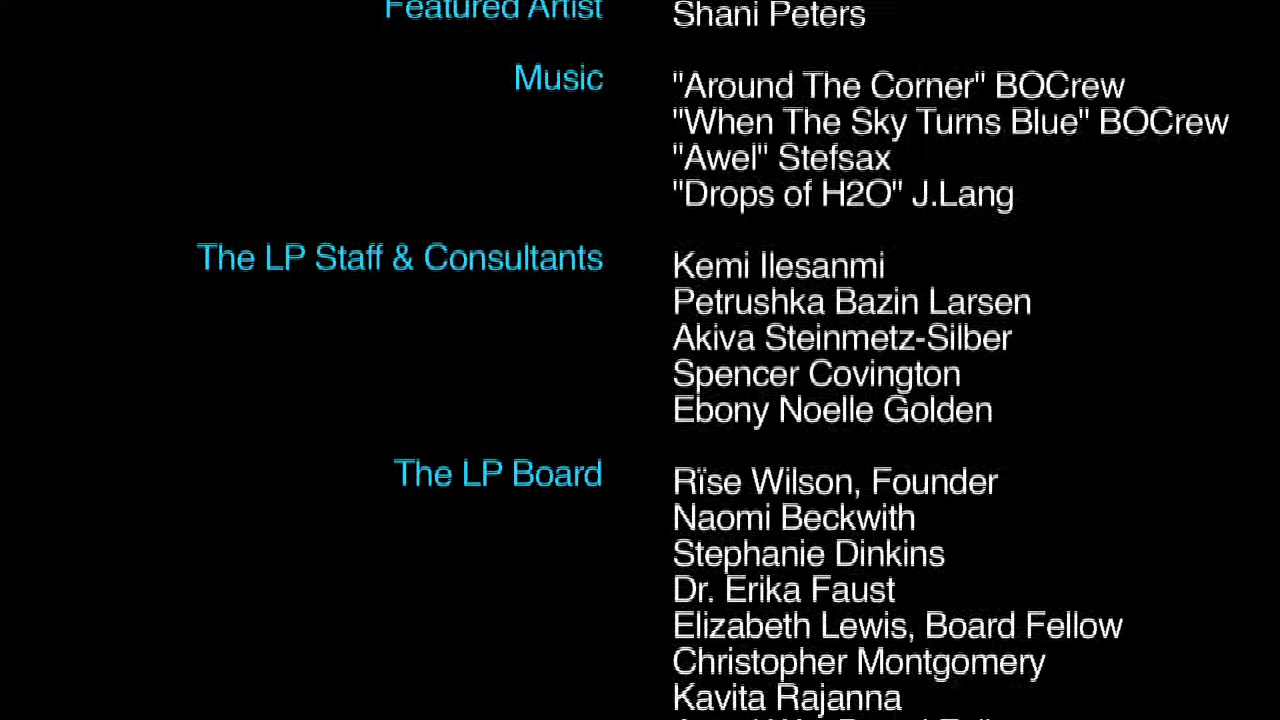 Featured Artist
Shani Peters
Music
"Around The Corner" BOCrew
"When The Sky Turns Blue" BOCrew
"Awel" Stefsax
"Drops of H2O" J.Lang
The LP Staff & Consultants
Kemi Ilesanmi
Petrushka Bazin Larsen
Akiva Steinmetz-Silber
Spencer Covington
Ebony Noelle Golden
The LP Board
Rïse Wilson, Founder
Naomi Beckwith
Stephanie Dinkins
Dr. Erika Faust
Elizabeth Lewis, Board Fellow
Christopher Montgomery
Kavita Rajanna